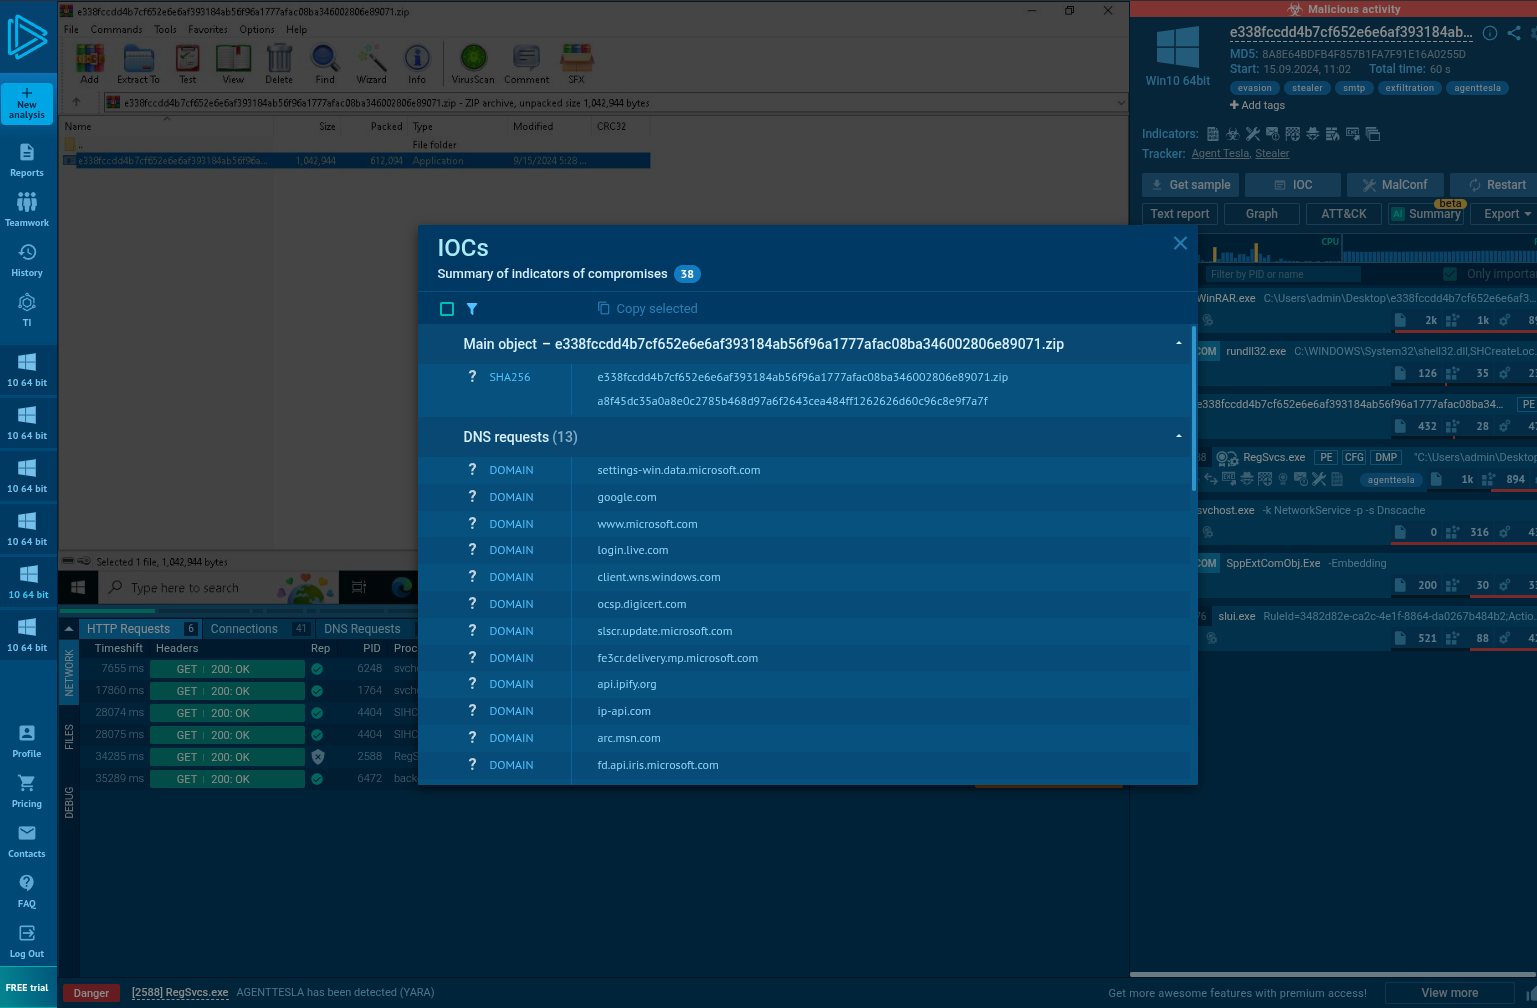 e338fccdd4b7cf652e6e6af393184ab56f96a1777afac08ba346002806e89071.zip
File Commands Tools Favorites Options Help
Add Extract To Test View Delete Find Wizard Info VirusScan Comment SFX
e338fccdd4b7cf652e6e6af393184ab56f96a1777afac08ba346002806e89071.zip - ZIP archive, unpacked size 1,042,944 bytes
Name Size Packed Type Modified CRC32
.. File folder
e338fccdd4b7cf652e6e6af393184ab56f96a... 1,042,944 612,094 Application 9/15/2024 5:28 ...
Selected 1 file, 1,042,944 bytes
Type here to search
New analysis
Reports
Teamwork
History
TI
10 64 bit
10 64 bit
10 64 bit
10 64 bit
10 64 bit
10 64 bit
Profile
Pricing
Contacts
FAQ
Log Out
FREE trial
IOCs
Summary of indicators of compromises 38
Copy selected
Main object – e338fccdd4b7cf652e6e6af393184ab56f96a1777afac08ba346002806e89071.zip
? SHA256 e338fccdd4b7cf652e6e6af393184ab56f96a1777afac08ba346002806e89071.zip
a8f45dc35a0a8e0c2785b468d97a6f2643cea484ff1262626d60c96c8e9f7a7f
DNS requests (13)
? DOMAIN settings-win.data.microsoft.com
? DOMAIN google.com
? DOMAIN www.microsoft.com
? DOMAIN login.live.com
? DOMAIN client.wns.windows.com
? DOMAIN ocsp.digicert.com
? DOMAIN slscr.update.microsoft.com
? DOMAIN fe3cr.delivery.mp.microsoft.com
? DOMAIN api.ipify.org
? DOMAIN ip-api.com
? DOMAIN arc.msn.com
? DOMAIN fd.api.iris.microsoft.com
HTTP Requests 6 Connections 41 DNS Requests
Timeshift Headers Rep PID Proc
7655 ms GET 200: OK 6248 svch
17860 ms GET 200: OK 1764 svch
28074 ms GET 200: OK 4404 SIHC
28075 ms GET 200: OK 4404 SIHC
34285 ms GET 200: OK 2588 RegS
35289 ms GET 200: OK 6472 back
NETWORK
FILES
DEBUG
Danger [2588] RegSvcs.exe AGENTTESLA has been detected (YARA)
Get more awesome features with premium access! View more
Malicious activity
Win10 64bit
e338fccdd4b7cf652e6e6af393184ab...
MD5: 8A8E64BDFB4F857B1FA7F91E16A0255D
Start: 15.09.2024, 11:02 Total time: 60 s
evasion stealer smtp exfiltration agenttesla
+ Add tags
Indicators:
Tracker: Agent Tesla, Stealer
Get sample IOC MalConf Restart
Text report Graph ATT&CK AI Summary beta Export
CPU
Filter by PID or name Only importa
WinRAR.exe C:\Users\admin\Desktop\e338fccdd4b7cf652e6e6af3...
2k 1k
COM rundll32.exe C:\WINDOWS\System32\shell32.dll,SHCreateLoc...
126 35
e338fccdd4b7cf652e6e6af393184ab56f96a1777afac08ba34... PE
432 28
RegSvcs.exe PE CFG DMP "C:\Users\admin\Desktop
agenttesla 1k 894
svchost.exe -k NetworkService -p -s Dnscache
0 316
COM SppExtComObj.Exe -Embedding
200 30
slui.exe RuleId=3482d82e-ca2c-4e1f-8864-da0267b484b2;Actio...
521 88